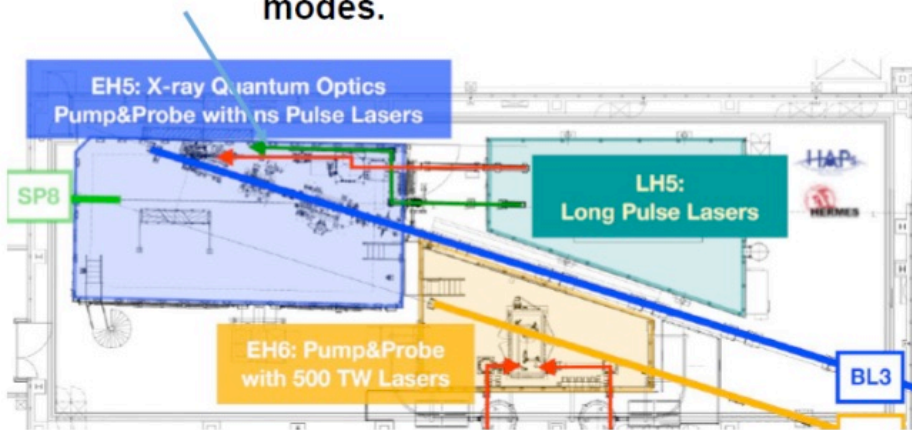 modes.
EH5: X-ray Quantum Optics
Pump&Probe with ns Pulse Lasers
SP8
LH5:
Long Pulse Lasers
HERMES
EH6: Pump&Probe
with 500 TW Lasers
BL3